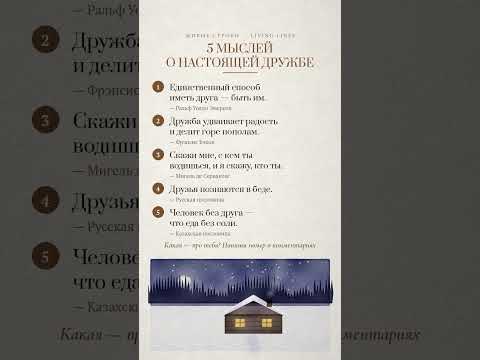 ЖИВЫЕ СТРОКИ · LIVING LINES
5 МЫСЛЕЙ
О НАСТОЯЩЕЙ ДРУЖБЕ
1 Единственный способ
иметь друга — быть им.
— Ральф Уолдо Эмерсон
2 Дружба удваивает радость
и делит горе пополам.
— Фрэнсис Бэкон
3 Скажи мне, с кем ты
водишься, и я скажу, кто ты.
— Мигель де Сервантес
4 Друзья познаются в беде.
— Русская пословица
5 Человек без друга —
что еда без соли.
— Казахская пословица
Какая — про тебя? Напиши номер в комментариях
— Ральф Уо
2 Дружба
и делит
— Фрэнсис
3 Скажи
водишь
— Мигель д
4 Друзья
— Русская
5 Челове
что еда
— Казахск
Какая —
ментариях